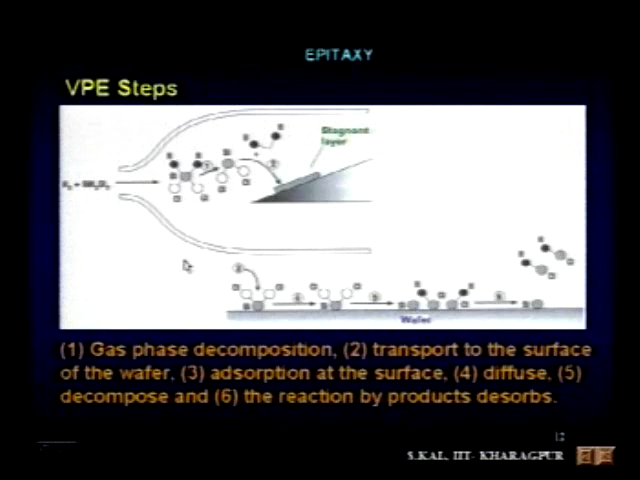 EPITAXY
VPE Steps
Stagnant
layer
Wafer
(1) Gas phase decomposition, (2) transport to the surface
of the wafer, (3) adsorption at the surface, (4) diffuse, (5)
decompose and (6) the reaction by products desorbs.
12
S.KAL, IIT- KHARAGPUR